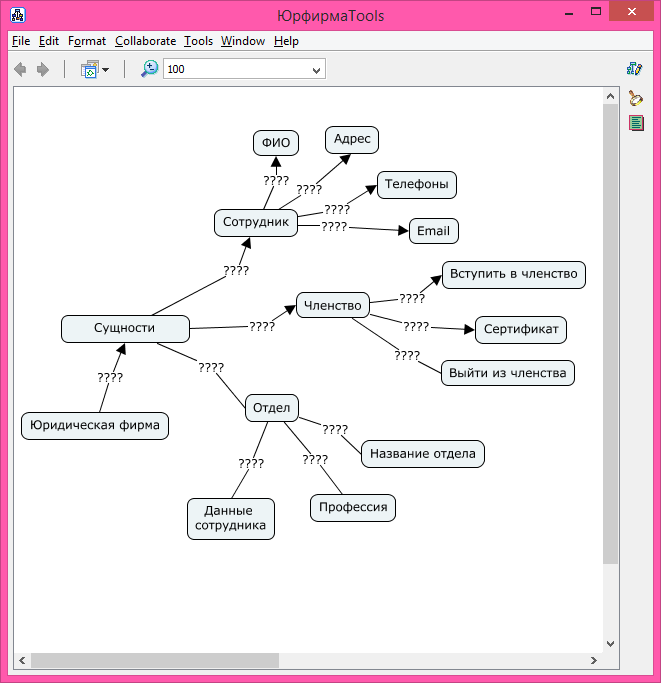 ЮрфирмаTools
File Edit Format Collaborate Tools Window Help
100
ФИО
Адрес
????
????
Телефоны
????
Сотрудник
????
Email
????
Вступить в членство
Членство
????
Сущности
????
????
Сертификат
????
????
Выйти из членства
????
Отдел
Юридическая фирма
????
Название отдела
????
????
Данные
сотрудника
Профессия